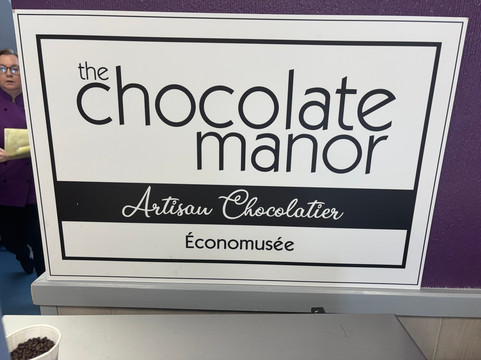 the
chocolate
manor
Artisan Chocolatier
Économusée